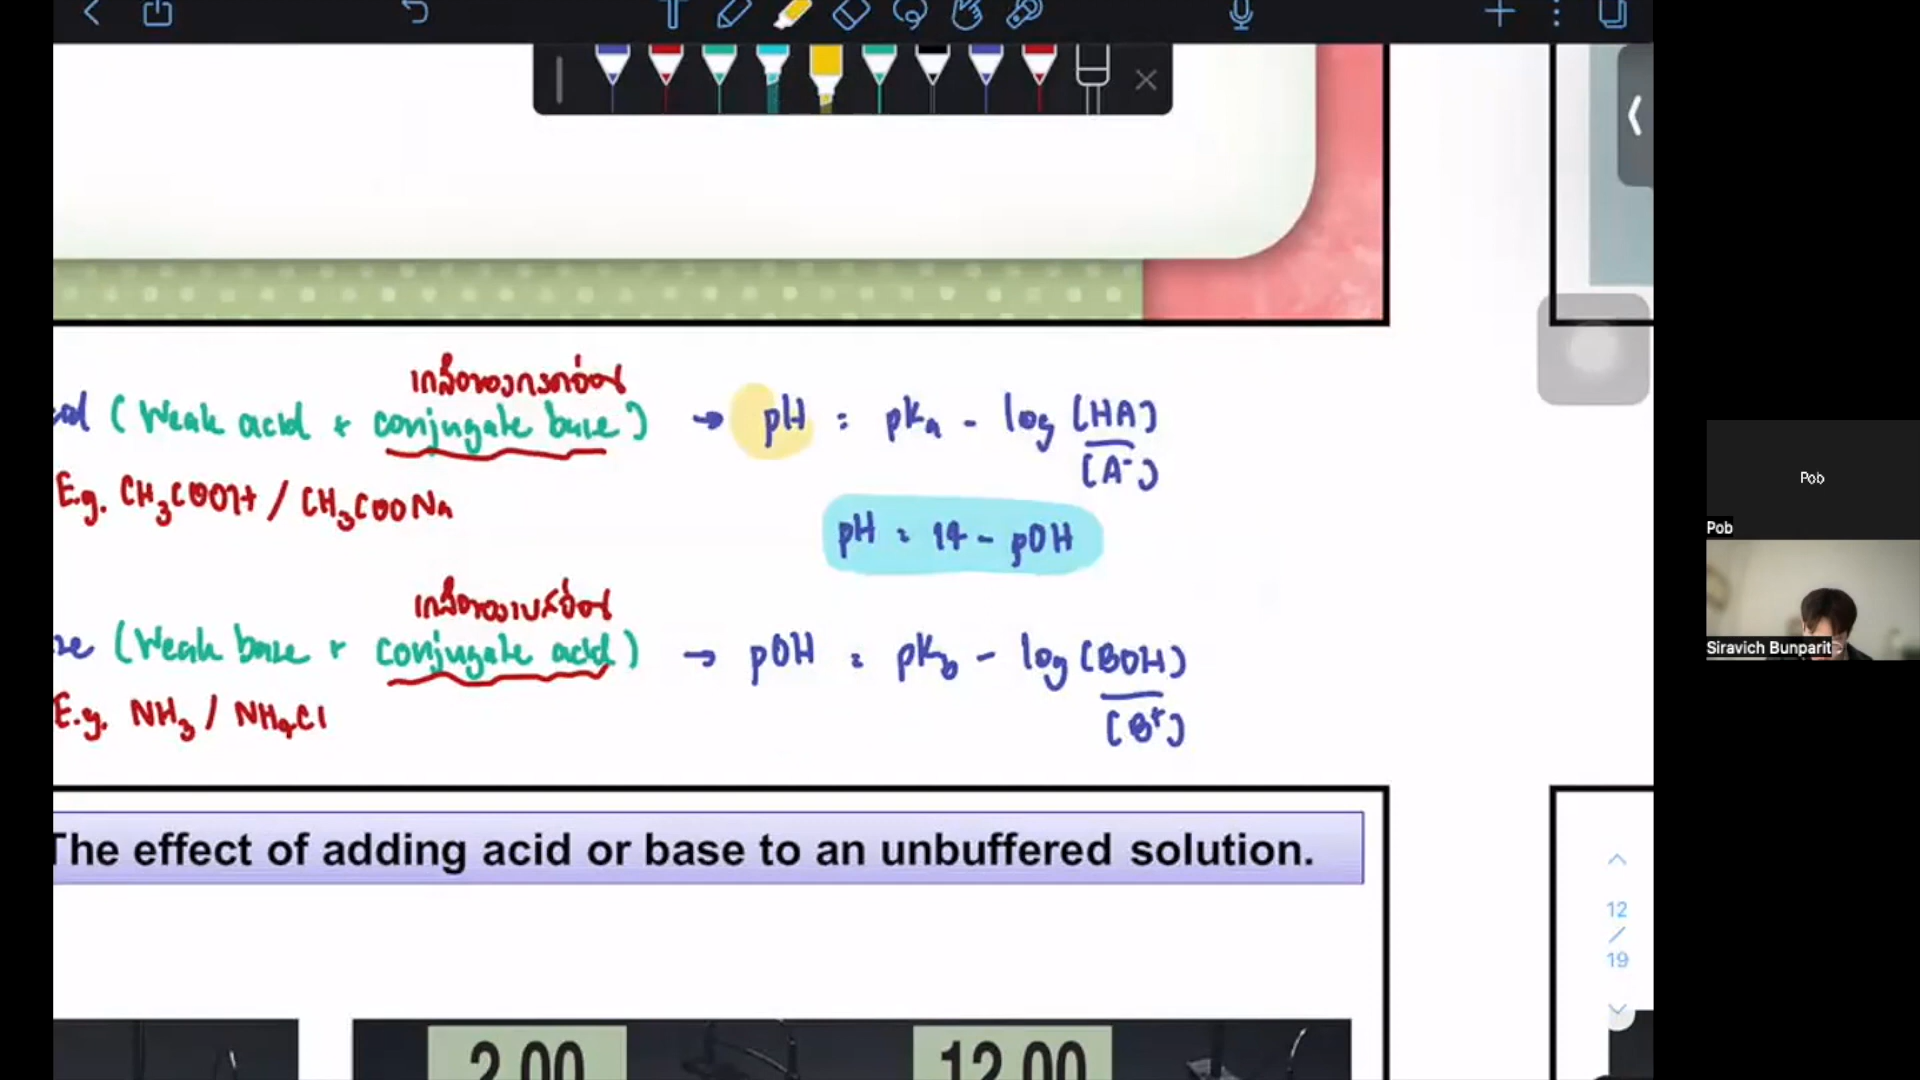 เกลือของกรดอ่อน
(Weak acid + conjugate base) → pH = pKa - log [HA]
[A⁻]
E.g. CH₃COOH / CH₃COONa
pH = 14 - pOH
เกลือของเบสอ่อน
(Weak base + conjugate acid) → pOH = pKb - log [BOH]
[B⁺]
E.g. NH₃ / NH₄Cl
The effect of adding acid or base to an unbuffered solution.
2.00
12.00
12
/
19
Pob
Pob
Siravich Bunparit